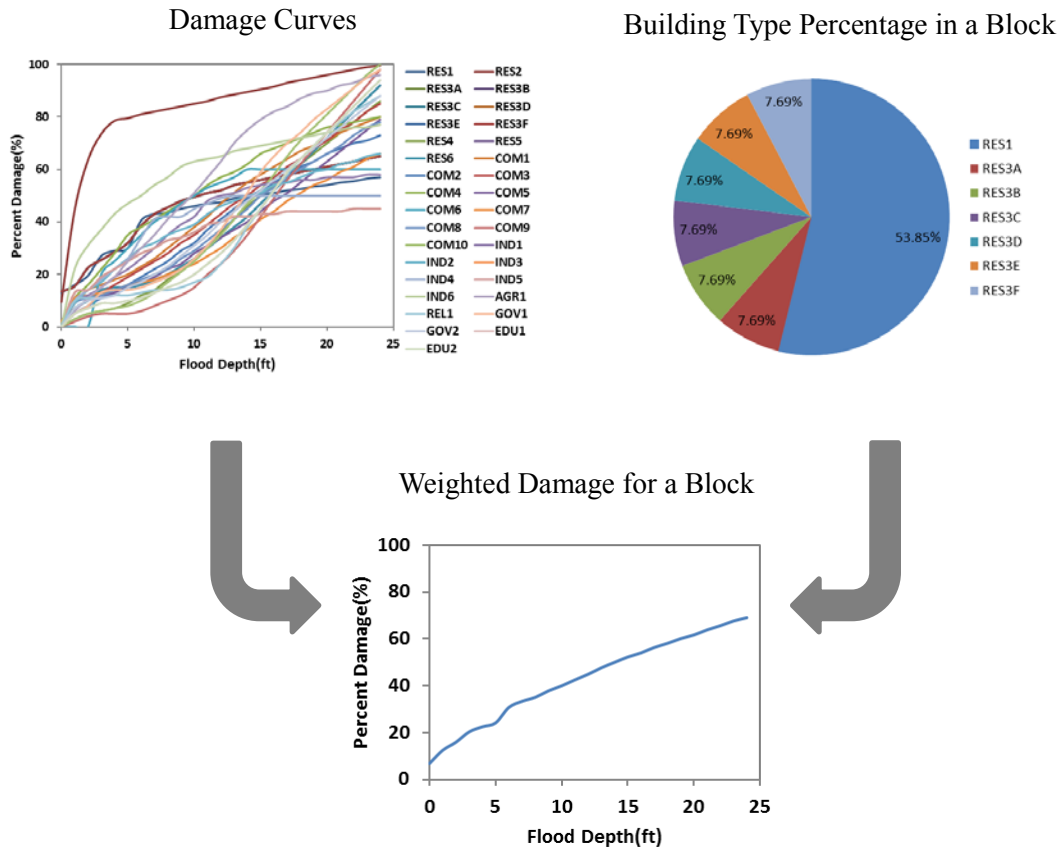 Damage Curves
Building Type Percentage in a Block
100
80
60
40
20
0
Percent Damage(%)
0 5 10 15 20 25
Flood Depth(ft)
RES1 RES2
RES3A RES3B
RES3C RES3D
RES3E RES3F
RES4 RES5
RES6 COM1
COM2 COM3
COM4 COM5
COM6 COM7
COM8 COM9
COM10 IND1
IND2 IND3
IND4 IND5
IND6 AGR1
REL1 GOV1
GOV2 EDU1
EDU2
7.69%
7.69%
7.69%
7.69%
7.69%
7.69%
53.85%
RES1
RES3A
RES3B
RES3C
RES3D
RES3E
RES3F
Weighted Damage for a Block
100
80
60
40
20
0
Percent Damage(%)
0 5 10 15 20 25
Flood Depth(ft)